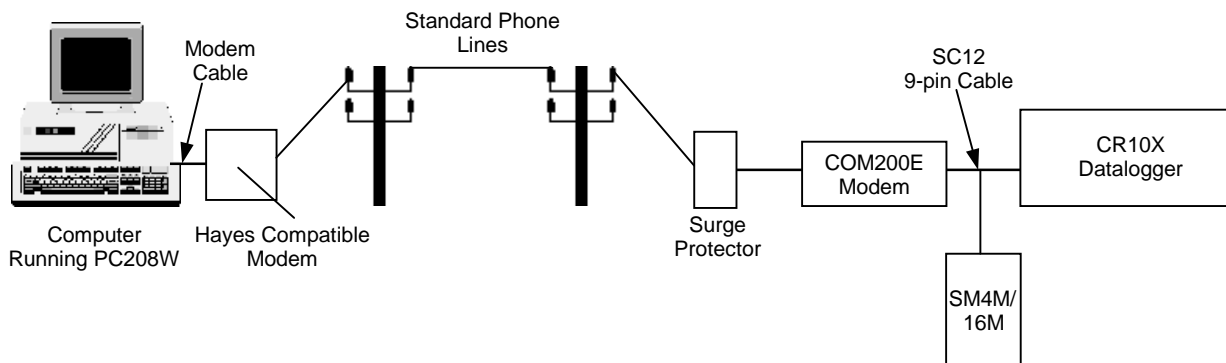 Standard Phone
Lines
Modem
Cable
SC12
9-pin Cable
CR10X
Datalogger
COM200E
Modem
Surge
Protector
Computer
Running PC208W
Hayes Compatible
Modem
SM4M/
16M